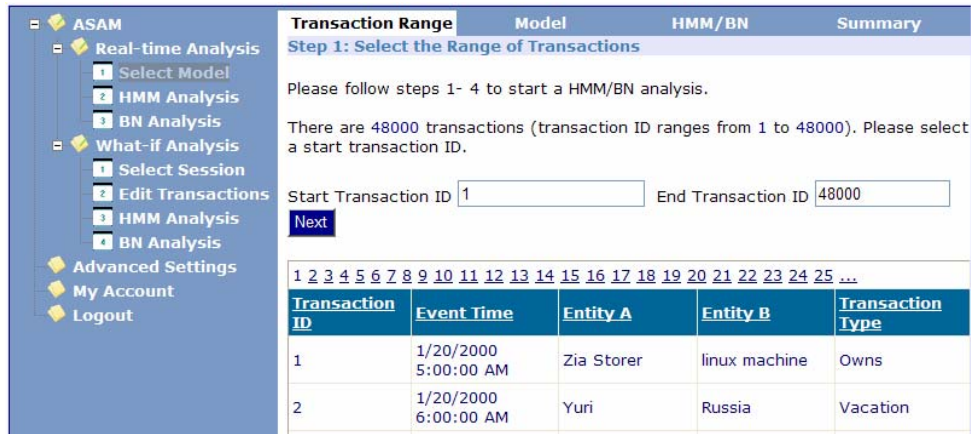 ASAM
Real-time Analysis
1 Select Model
2 HMM Analysis
3 BN Analysis
What-if Analysis
1 Select Session
2 Edit Transactions
3 HMM Analysis
4 BN Analysis
Advanced Settings
My Account
Logout
Transaction Range Model HMM/BN Summary
Step 1: Select the Range of Transactions
Please follow steps 1- 4 to start a HMM/BN analysis.
There are 48000 transactions (transaction ID ranges from 1 to 48000). Please select
a start transaction ID.
Start Transaction ID 1 End Transaction ID 48000
Next
1 2 3 4 5 6 7 8 9 10 11 12 13 14 15 16 17 18 19 20 21 22 23 24 25 ...
Transaction ID Event Time Entity A Entity B Transaction Type
1 1/20/2000 5:00:00 AM Zia Storer linux machine Owns
2 1/20/2000 6:00:00 AM Yuri Russia Vacation